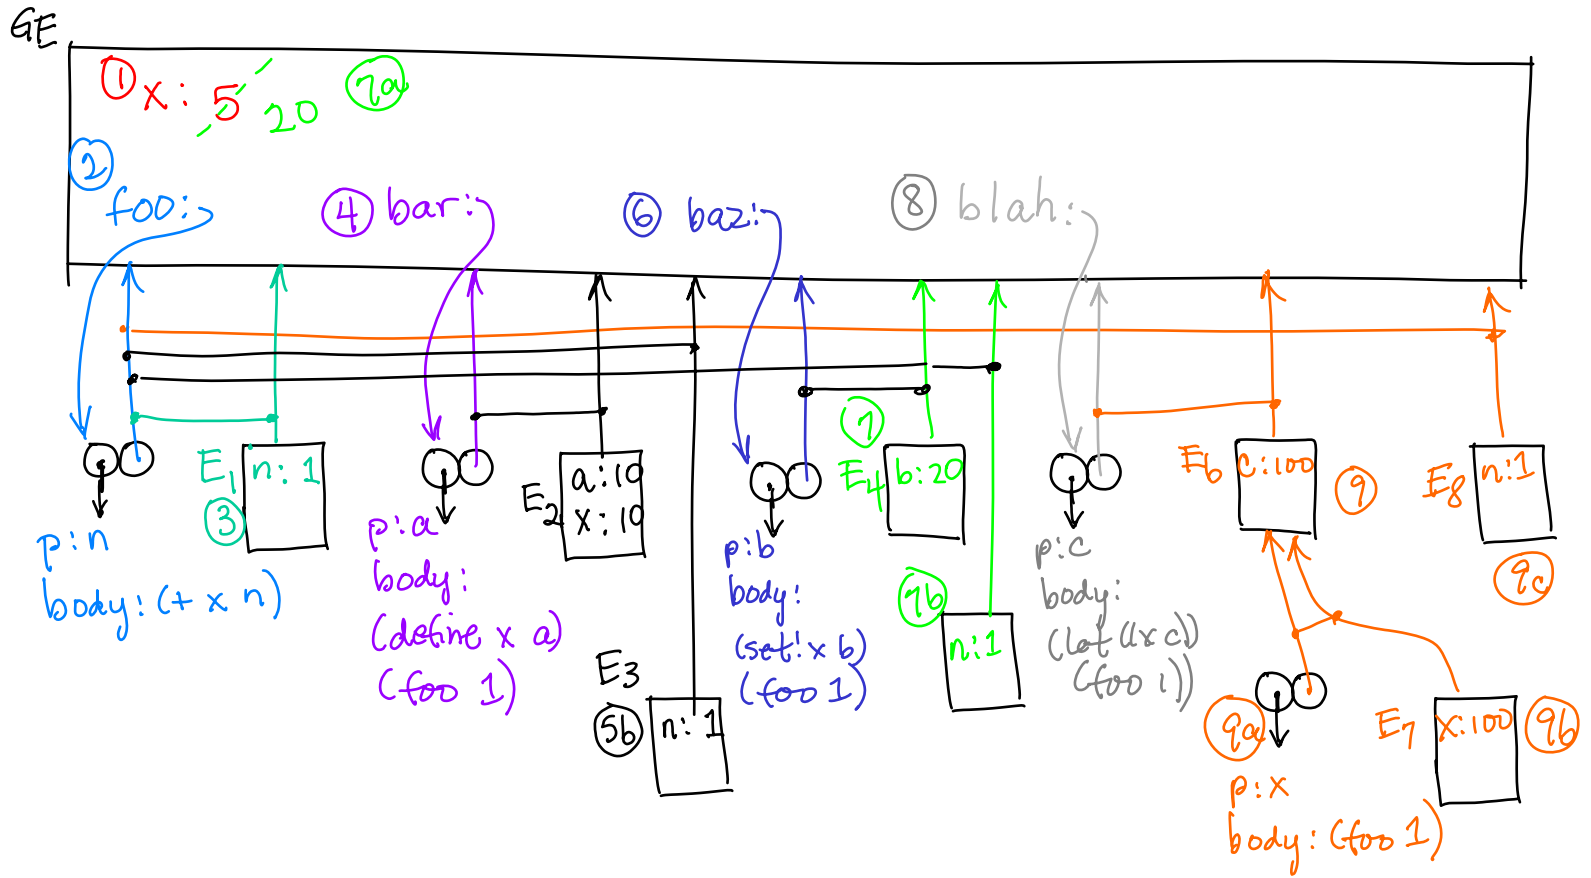 GE
① x: 5 20 7a
②
foo:
④ bar:
⑥ baz:
⑧ blah:
E1 n: 1
③
p: n
body: (+ x n)
E2 a: 10
x: 10
p: a
body:
(define x a)
(foo 1)
E3
5b n: 1
⑦
E4 b: 20
p: b
body:
(set! x b)
(foo 1)
9b
n: 1
p: c
body:
(let ((x c))
(foo 1))
E6 c: 100 ⑨
E8 n: 1
9c
9a
p: x
body: (foo 1)
E7 x: 100 9b